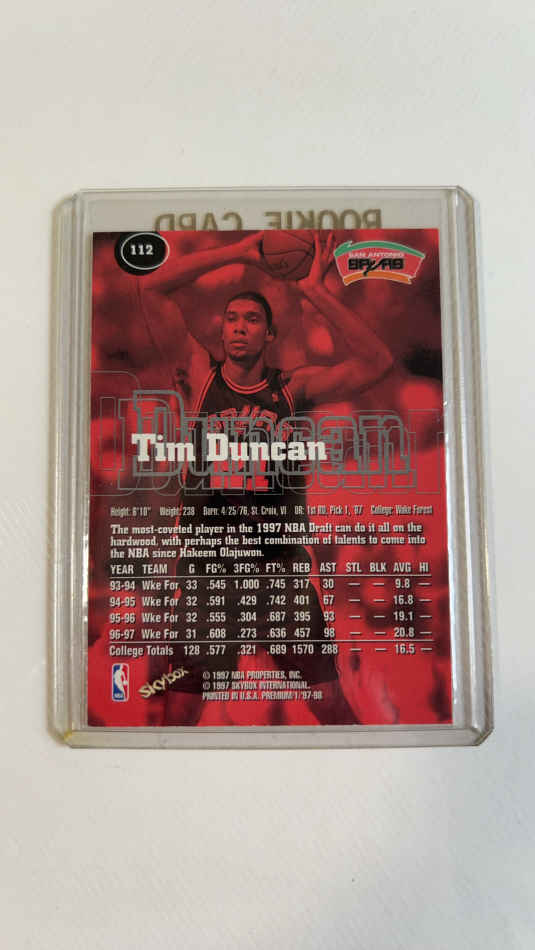 ROOKIE CARD
112
SAN ANTONIO
SPURS
Duncan
Tim Duncan
Height: 6'10" Weight: 238 Born: 4/25/76, St. Croix, VI DR: 1st RD, Pick 1, '97 College: Wake Forest
The most-coveted player in the 1997 NBA Draft can do it all on the
hardwood, with perhaps the best combination of talents to come into
the NBA since Hakeem Olajuwon.
YEAR TEAM G FG% 3FG% FT% REB AST STL BLK AVG HI
93-94 Wke For 33 .545 1.000 .745 317 30 — — 9.8 —
94-95 Wke For 32 .591 .429 .742 401 67 — — 16.8 —
95-96 Wke For 32 .555 .304 .687 395 93 — — 19.1 —
96-97 Wke For 31 .608 .273 .636 457 98 — — 20.8 —
College Totals 128 .577 .321 .689 1570 288 — — 16.5 —
NBA
SKYBOX
© 1997 NBA PROPERTIES, INC.
© 1997 SKYBOX INTERNATIONAL.
PRINTED IN U.S.A. PREMIUM 1/'97-98